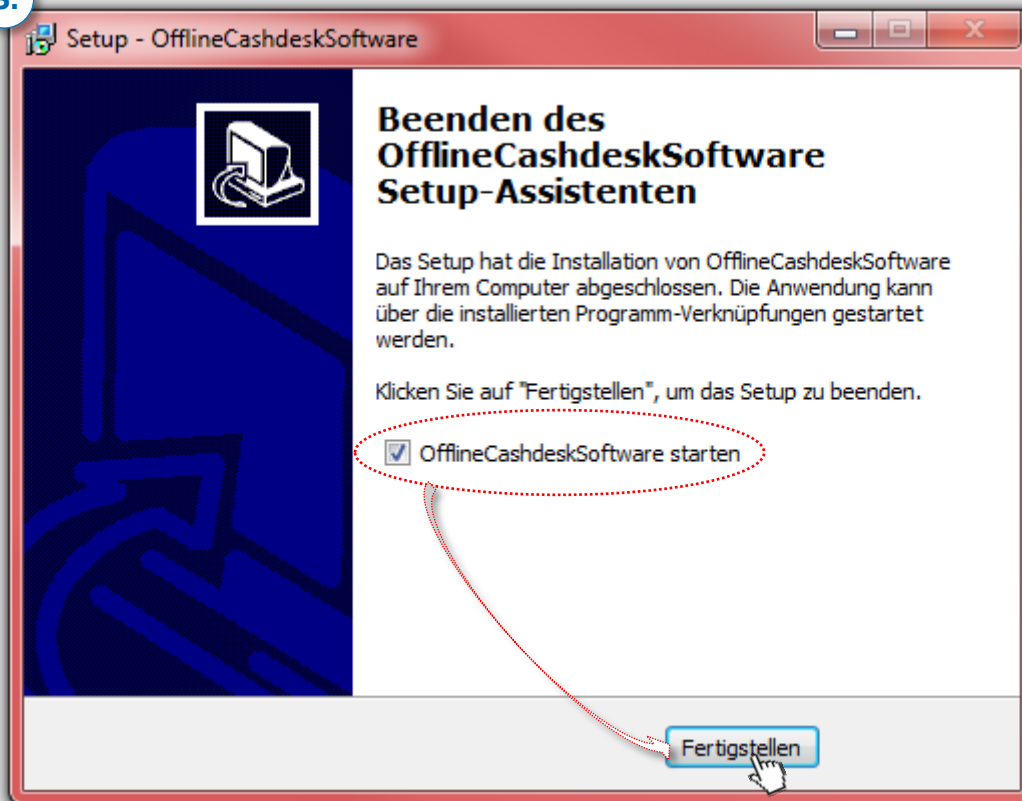 Setup - OfflineCashdeskSoftware
Beenden des
OfflineCashdeskSoftware
Setup-Assistenten
Das Setup hat die Installation von OfflineCashdeskSoftware
auf Ihrem Computer abgeschlossen. Die Anwendung kann
über die installierten Programm-Verknüpfungen gestartet
werden.
Klicken Sie auf "Fertigstellen", um das Setup zu beenden.
OfflineCashdeskSoftware starten
Fertigstellen